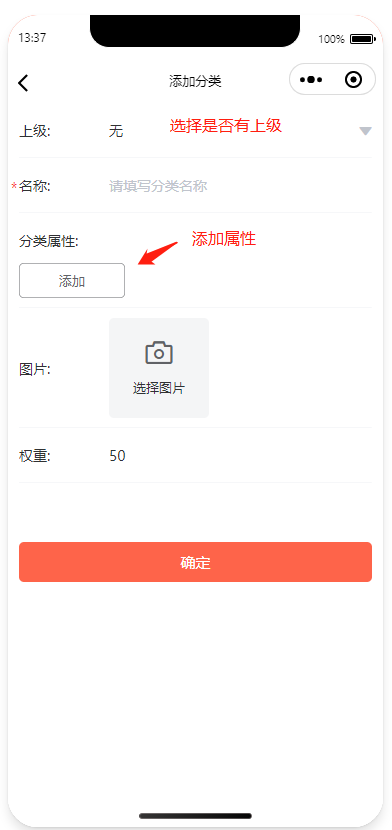 13:37
100%
添加分类
上级: 无 选择是否有上级
*名称: 请填写分类名称
分类属性: 添加属性
添加
图片: 选择图片
权重: 50
确定